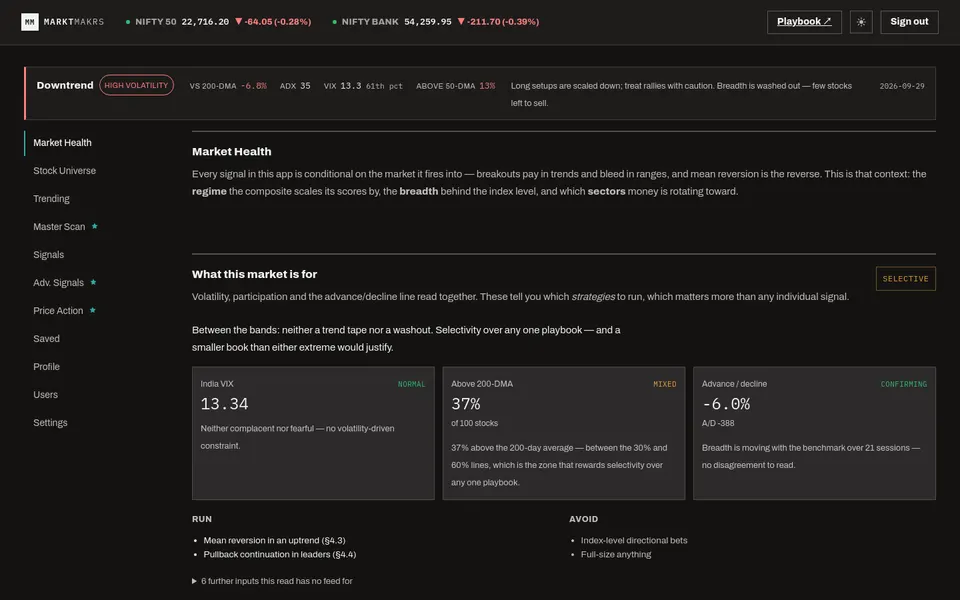 MM MARKTMAKRS NIFTY 50 22,716.20 ▼ -64.05 (-0.28%) NIFTY BANK 54,259.95 ▼ -211.70 (-0.39%) Playbook ↗ ☀ Sign out
Downtrend HIGH VOLATILITY VS 200-DMA -6.8% ADX 35 VIX 13.3 61th pct ABOVE 50-DMA 13% Long setups are scaled down; treat rallies with caution. Breadth is washed out — few stocks 2026-09-29
left to sell.
Market Health
Stock Universe
Trending
Master Scan ★
Signals
Adv. Signals ★
Price Action ★
Saved
Profile
Users
Settings
Market Health
Every signal in this app is conditional on the market it fires into — breakouts pay in trends and bleed in ranges, and mean reversion is the reverse. This is that context: the
regime the composite scales its scores by, the breadth behind the index level, and which sectors money is rotating toward.
What this market is for
SELECTIVE
Volatility, participation and the advance/decline line read together. These tell you which strategies to run, which matters more than any individual signal.
Between the bands: neither a trend tape nor a washout. Selectivity over any one playbook — and a
smaller book than either extreme would justify.
India VIX NORMAL
13.34
Neither complacent nor fearful — no volatility-driven
constraint.
Above 200-DMA MIXED
37%
of 100 stocks
37% above the 200-day average — between the 30% and
60% lines, which is the zone that rewards selectivity over
any one playbook.
Advance / decline CONFIRMING
-6.0%
A/D -388
Breadth is moving with the benchmark over 21 sessions —
no disagreement to read.
RUN
• Mean reversion in an uptrend (§4.3)
• Pullback continuation in leaders (§4.4)
AVOID
• Index-level directional bets
• Full-size anything
▶ 6 further inputs this read has no feed for